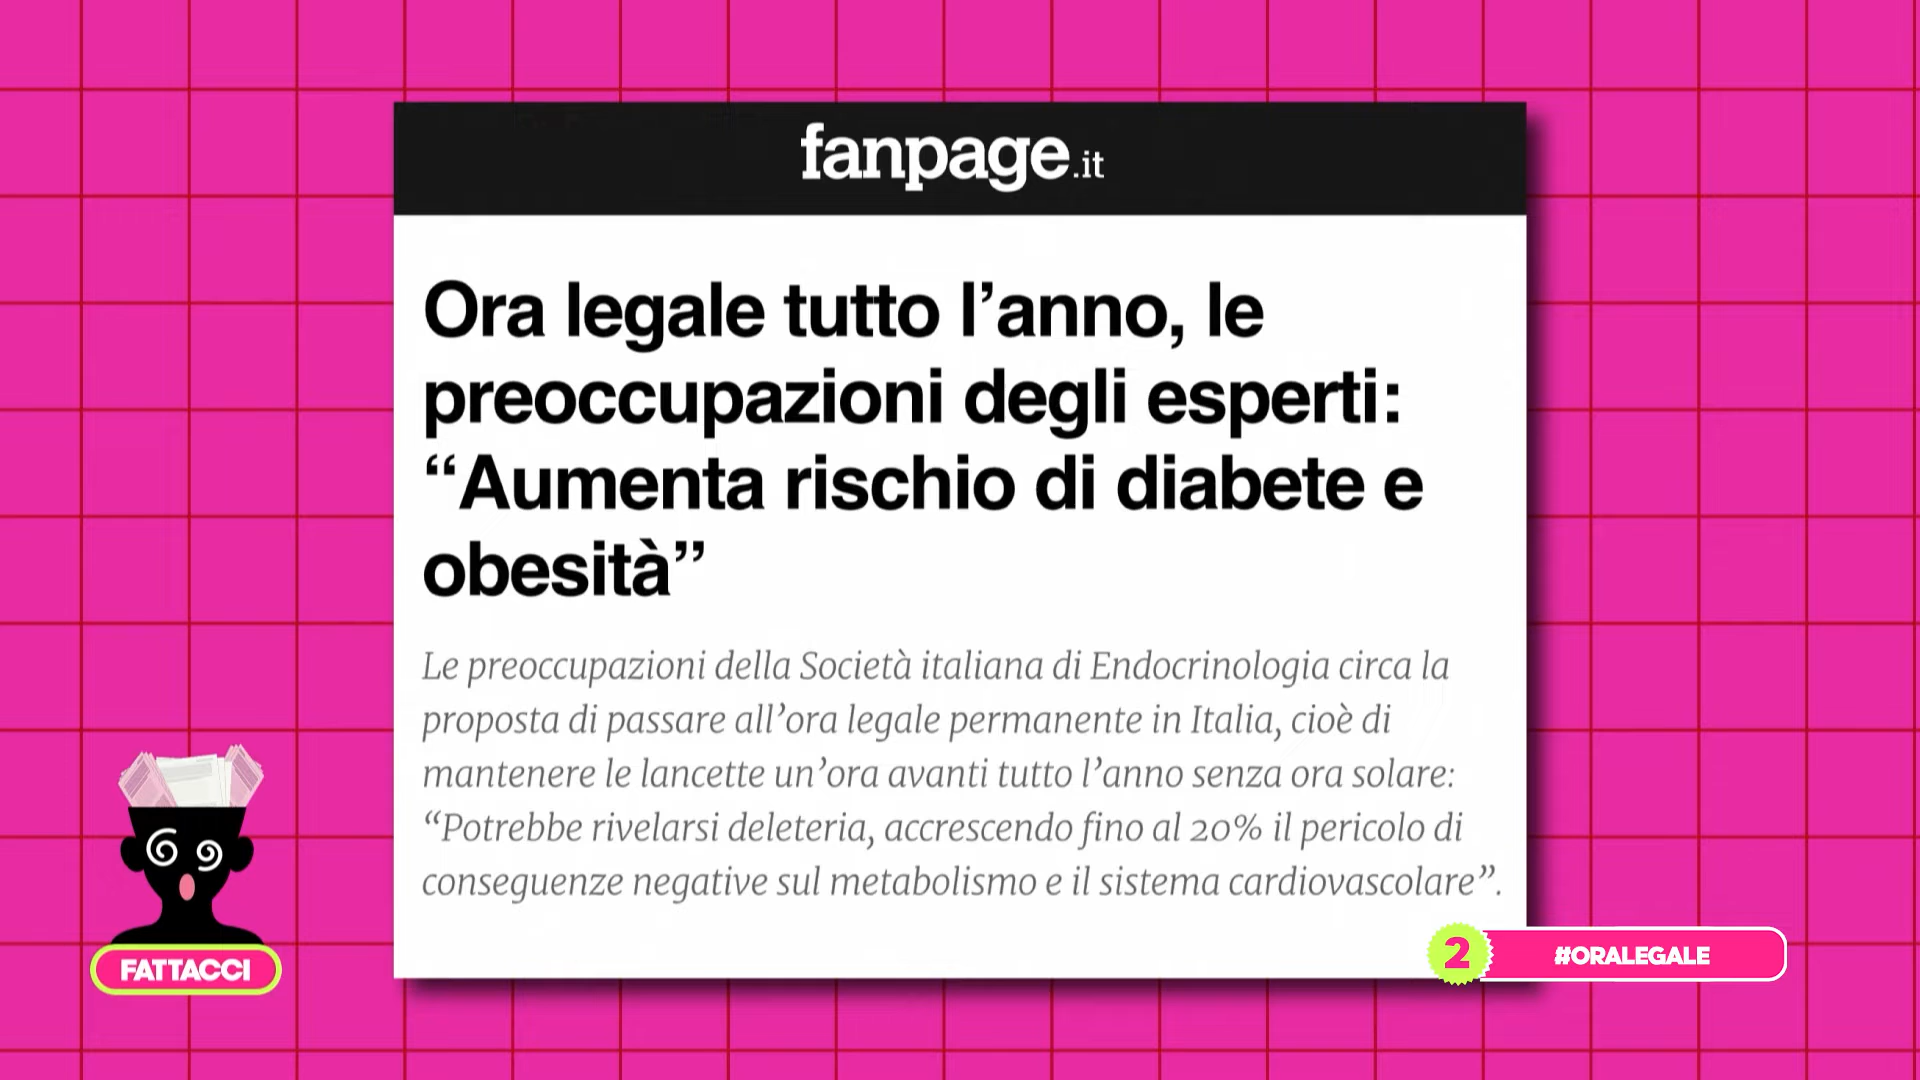 fanpage.it
Ora legale tutto l’anno, le
preoccupazioni degli esperti:
“Aumenta rischio di diabete e
obesità”
Le preoccupazioni della Società italiana di Endocrinologia circa la
proposta di passare all’ora legale permanente in Italia, cioè di
mantenere le lancette un’ora avanti tutto l’anno senza ora solare:
“Potrebbe rivelarsi deleteria, accrescendo fino al 20% il pericolo di
conseguenze negative sul metabolismo e il sistema cardiovascolare”.
2 #ORALEGALE
FATTACCI